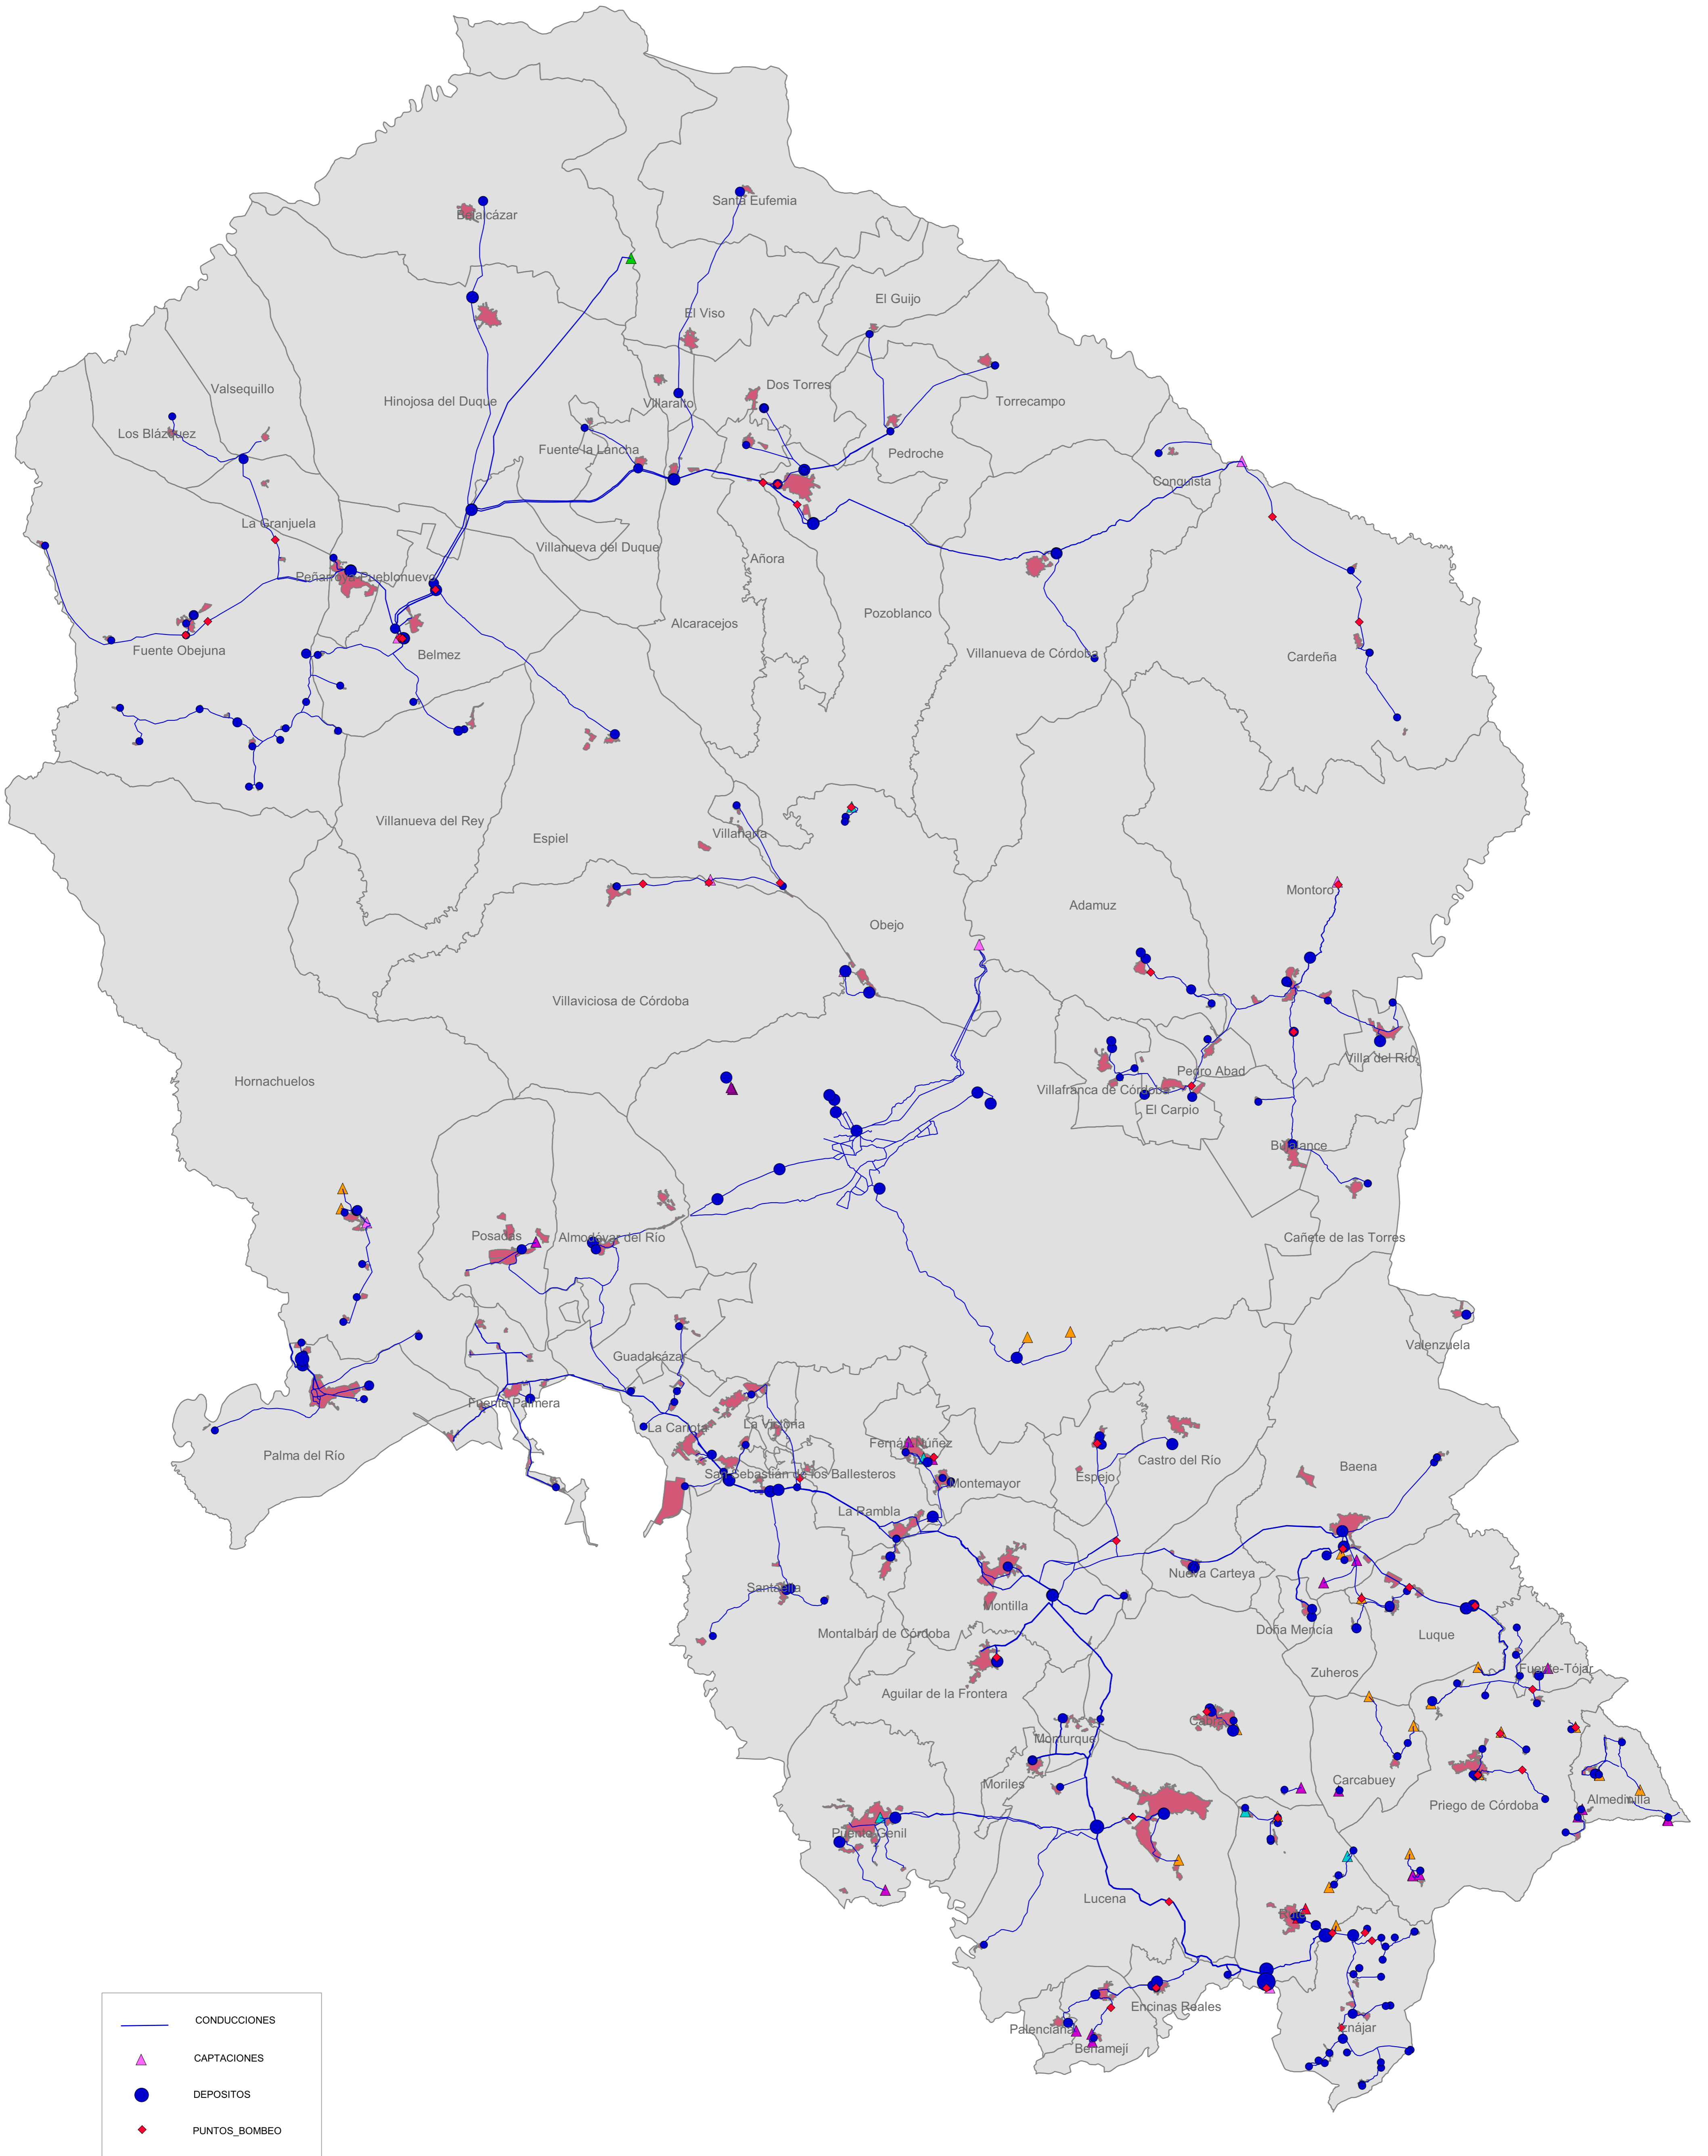 Santa Eufemia
Belalcázar
El Guijo
El Viso
Dos Torres
Valsequillo
Hinojosa del Duque
Villaralto
Torrecampo
Los Blázquez
Fuente la Lancha
Pedroche
Conquista
La Granjuela
Villanueva del Duque
Añora
Peñarroya-Pueblonuevo
Pozoblanco
Alcaracejos
Fuente Obejuna
Belmez
Villanueva de Córdoba
Cardeña
Villanueva del Rey
Espiel
Villaharta
Montoro
Adamuz
Obejo
Villaviciosa de Córdoba
Villa del Río
Pedro Abad
Hornachuelos
Villafranca de Córdoba
El Carpio
Bujalance
Posadas
Almodóvar del Río
Cañete de las Torres
Valenzuela
Guadalcázar
Fuente Palmera
La Carlota
La Victoria
Fernán Núñez
Palma del Río
Castro del Río
Baena
San Sebastián de los Ballesteros
Espejo
Montemayor
La Rambla
Nueva Carteya
Santaella
Montilla
Doña Mencía
Montalbán de Córdoba
Luque
Zuheros
Fuente-Tójar
Aguilar de la Frontera
Cabra
Monturque
Moriles
Carcabuey
Almedinilla
Priego de Córdoba
Puente Genil
Lucena
Rute
Encinas Reales
Palenciana
Iznájar
Benamejí
CONDUCCIONES
CAPTACIONES
DEPOSITOS
PUNTOS_BOMBEO